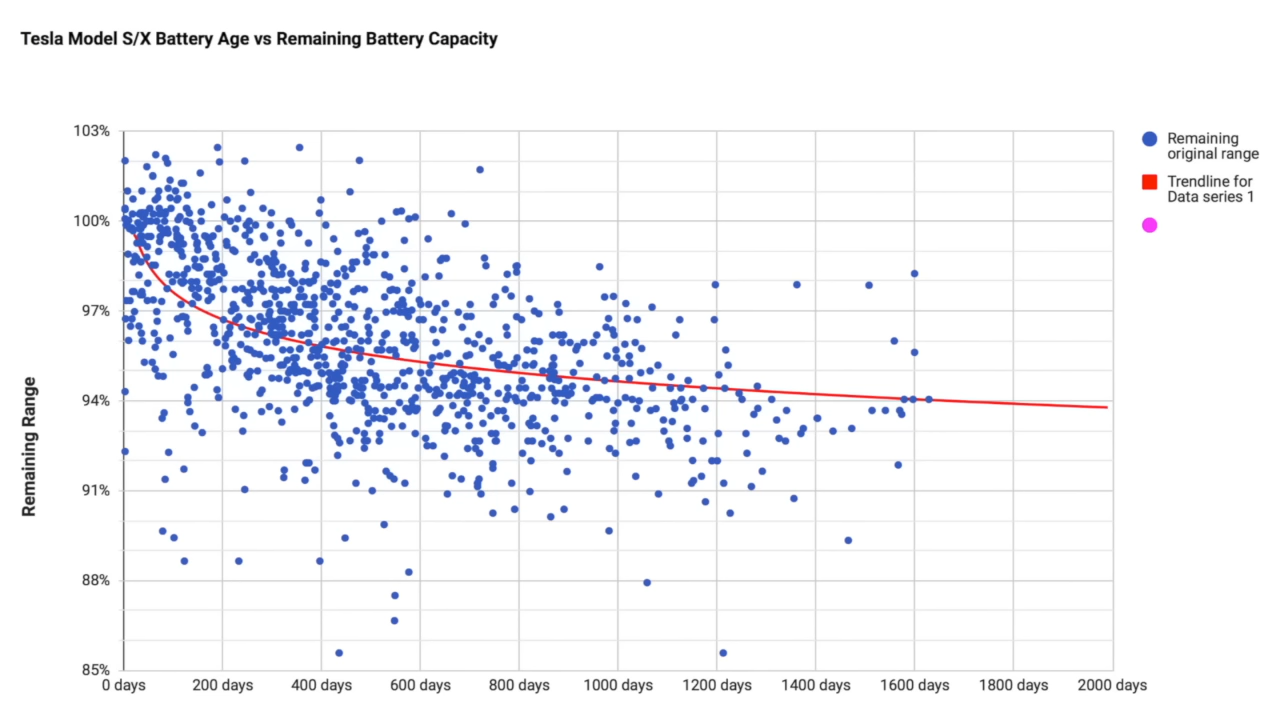 Tesla Model S/X Battery Age vs Remaining Battery Capacity
103%
100%
97%
94%
91%
88%
85%
Remaining Range
0 days
200 days
400 days
600 days
800 days
1000 days
1200 days
1400 days
1600 days
1800 days
2000 days
Remaining
original range
Trendline for
Data series 1